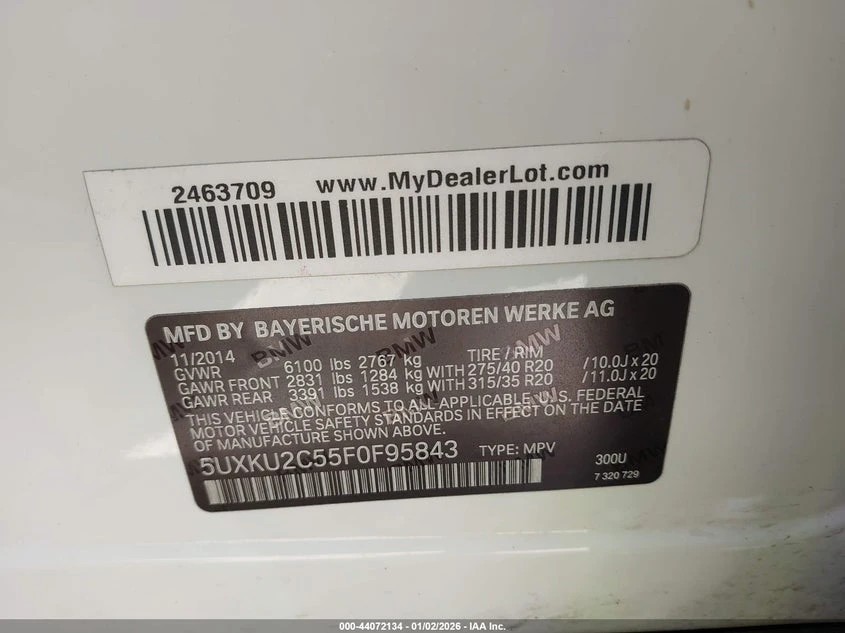 2463709 www.MyDealerLot.com
MFD BY BAYERISCHE MOTOREN WERKE AG
11/2014 TIRE / RIM
GVWR 6100 lbs 2767 kg
GAWR FRONT 2831 lbs 1284 kg WITH 275/40 R20 /10.0J x 20
GAWR REAR 3391 lbs 1538 kg WITH 315/35 R20 /11.0J x 20
THIS VEHICLE CONFORMS TO ALL APPLICABLE U.S. FEDERAL
MOTOR VEHICLE SAFETY STANDARDS IN EFFECT ON THE DATE
OF MANUFACTURE SHOWN ABOVE.
5UXKU2C55F0F95843 TYPE: MPV 300U
7 320 729
000-44072134 - 01/02/2026 - IAA Inc.